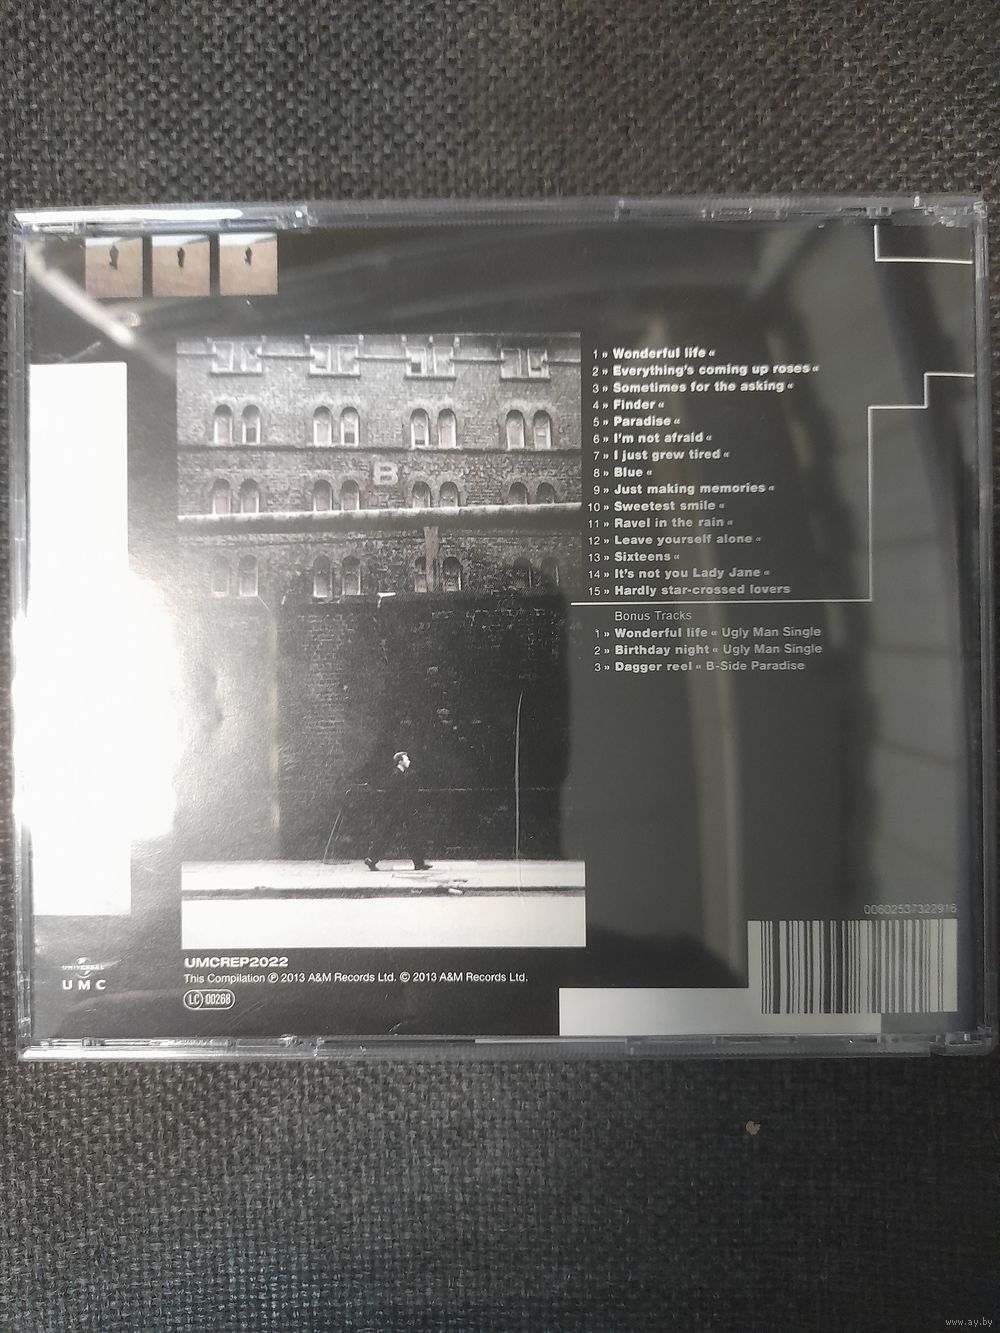 1 » Wonderful life «
2 » Everything's coming up roses «
3 » Sometimes for the asking «
4 » Finder «
5 » Paradise «
6 » I'm not afraid «
7 » I just grew tired «
8 » Blue «
9 » Just making memories «
10 » Sweetest smile «
11 » Ravel in the rain «
12 » Leave yourself alone «
13 » Sixteens «
14 » It's not you Lady Jane «
15 » Hardly star-crossed lovers
Bonus Tracks
1 » Wonderful life « Ugly Man Single
2 » Birthday night « Ugly Man Single
3 » Dagger reel « B-Side Paradise
B
00602537322916
UNIVERSAL
UMC
UMCREP2022
This Compilation ℗ 2013 A&M Records Ltd. © 2013 A&M Records Ltd.
LC 00268
www.ay.by